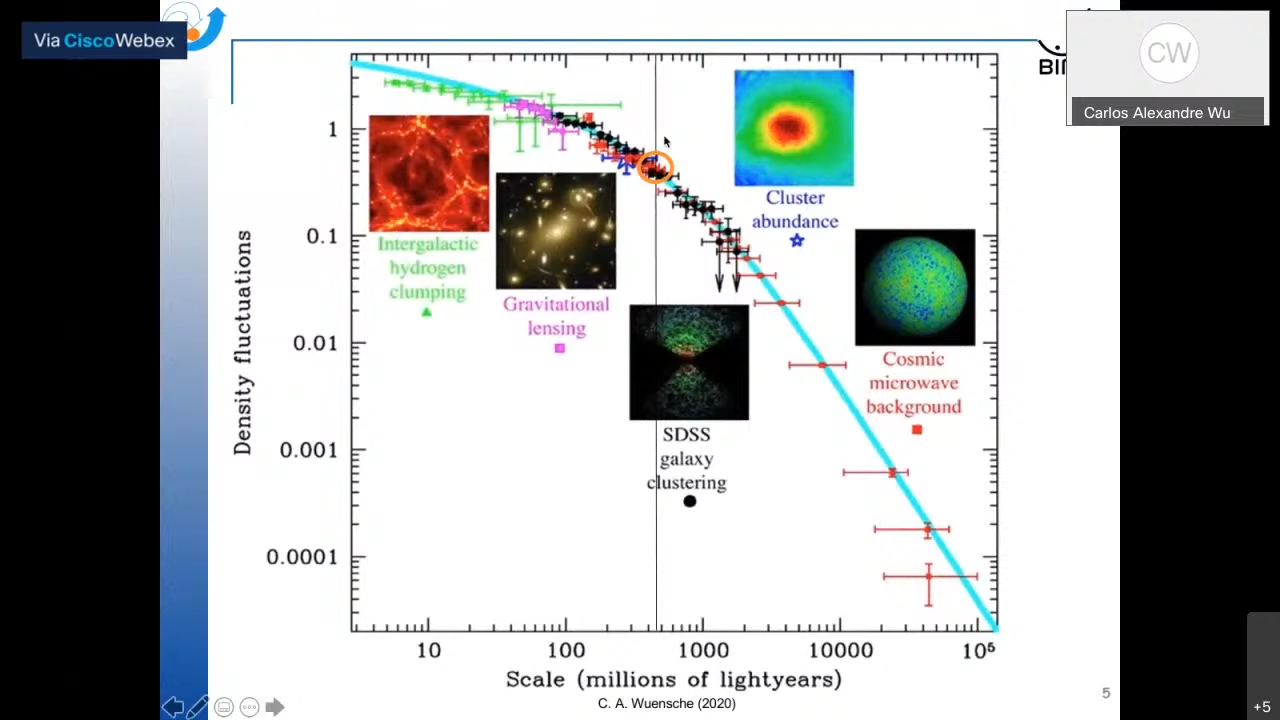 Via CiscoWebex
CW
Carlos Alexandre Wu
BI
Density fluctuations
1
0.1
0.01
0.001
0.0001
Intergalactic
hydrogen
clumping
Gravitational
lensing
SDSS
galaxy
clustering
Cluster
abundance
Cosmic
microwave
background
10
100
1000
10000
10⁵
Scale (millions of lightyears)
C. A. Wuensche (2020)
5
+5